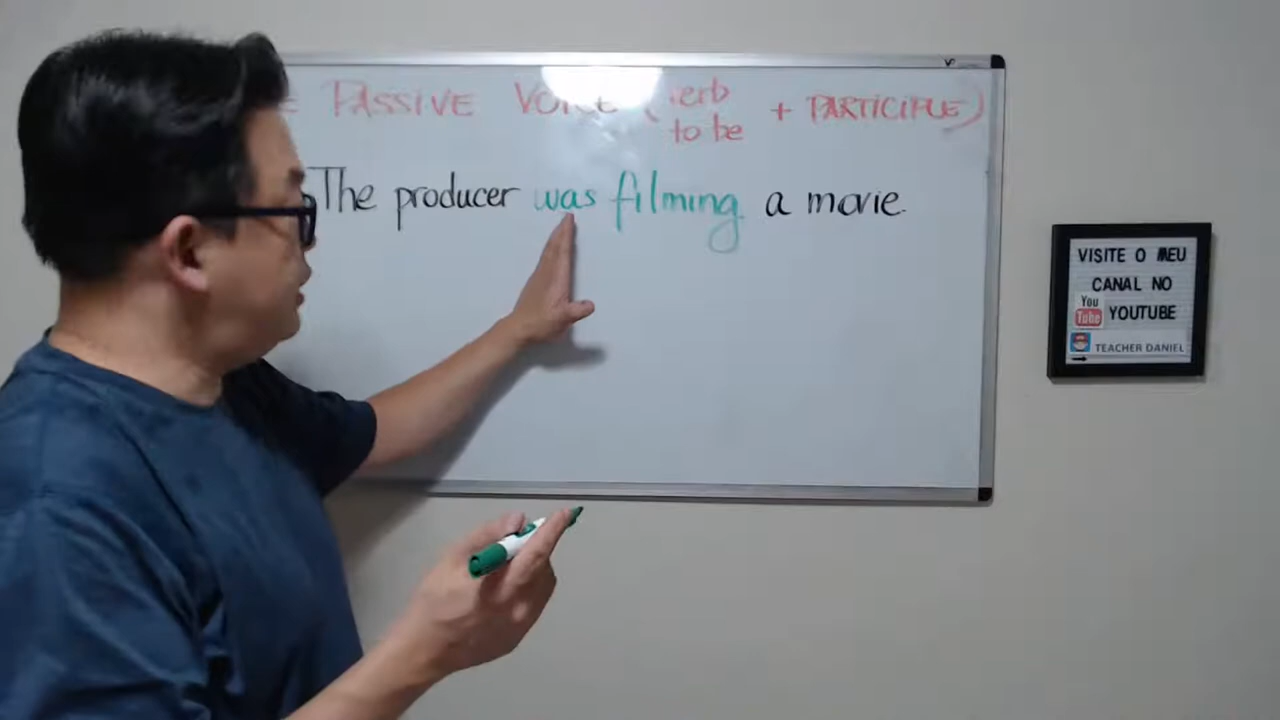 PASSIVE VOICE (verb to be + PARTICIPLE)
The producer was filming a movie.
VISITE O MEU
CANAL NO
You
Tube YOUTUBE
TEACHER DANIEL